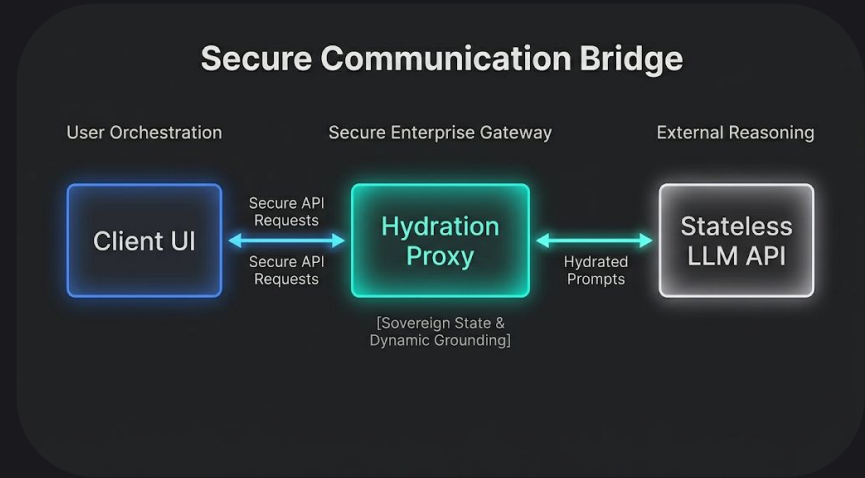 Secure Communication Bridge
User Orchestration
Secure Enterprise Gateway
External Reasoning
Client UI
Secure API
Requests
Secure API
Requests
Hydration
Proxy
Hydrated
Prompts
Stateless
LLM API
[Sovereign State &
Dynamic Grounding]